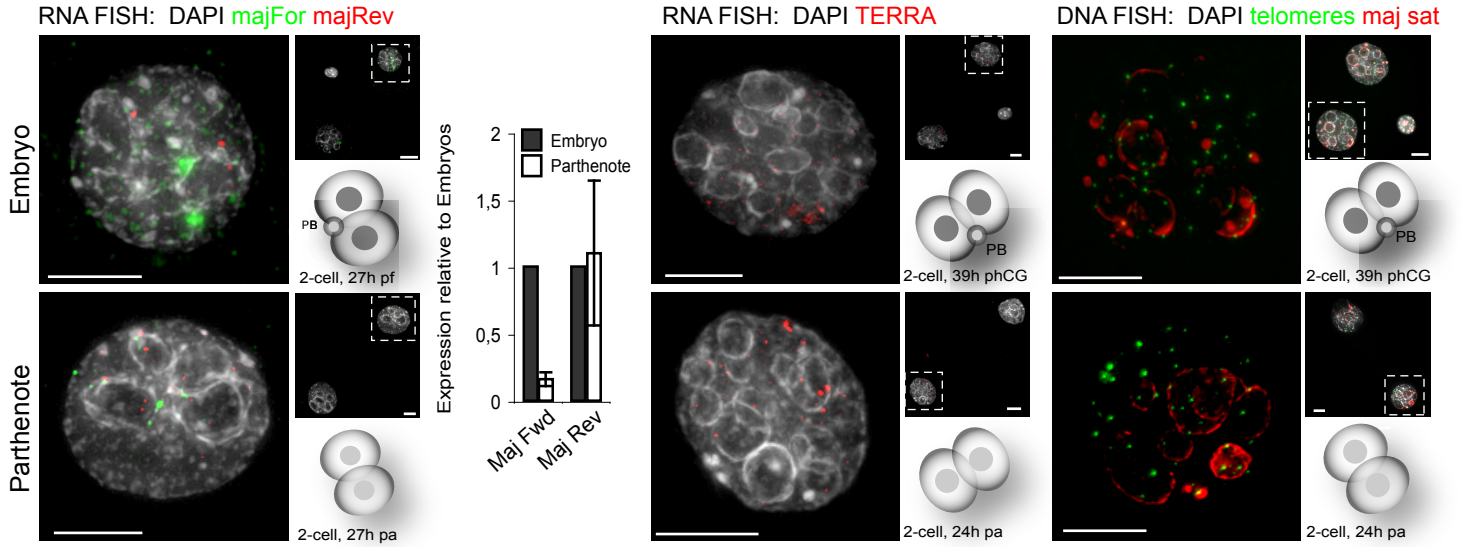 RNA FISH: DAPI majFor majRev
Embryo
PB
2-cell, 27h pf
Parthenote
2-cell, 27h pa
Expression relative to Embryos
2
1,5
1
0,5
0
Embryo
Parthenote
Maj Fwd
Maj Rev
RNA FISH: DAPI TERRA
PB
2-cell, 39h phCG
2-cell, 24h pa
DNA FISH: DAPI telomeres maj sat
PB
2-cell, 39h phCG
2-cell, 24h pa